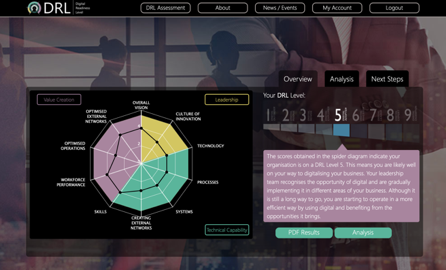 DRL
Digital
Readiness
Level
DRL Assessment
About
News / Events
My Account
Logout
Overview
Analysis
Next Steps
Your DRL Level:
1 2 3 4 5 6 7 8 9
Value Creation
Leadership
OVERALL
VISION
CULTURE OF
INNOVATION
TECHNOLOGY
PROCESSES
SYSTEMS
CREATING
EXTERNAL
NETWORKS
SKILLS
WORKFORCE
PERFORMANCE
OPTIMISED
OPERATIONS
OPTIMISED
EXTERNAL
NETWORKS
Technical Capability
The scores obtained in the spider diagram indicate your
organisation is on a DRL Level 5. This means you are likely well
on your way to digitalising your business. Your leadership
team recognises the opportunity of digital and are gradually
implementing it in different areas of your business. Although it
is still a long way to go, you are starting to operate in a more
efficient way by using digital and benefiting from the
opportunities it brings.
PDF Results
Analysis